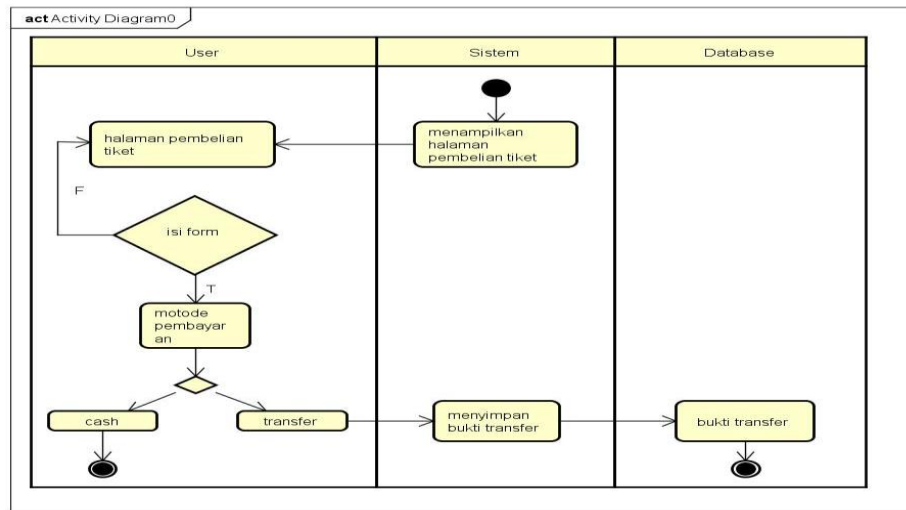 act Activity Diagram0
User
Sistem
Database
halaman pembelian
tiket
menampilkan
halaman
pembelian tiket
F
isi form
T
motode
pembayar
an
cash
transfer
menyimpan
bukti transfer
bukti transfer